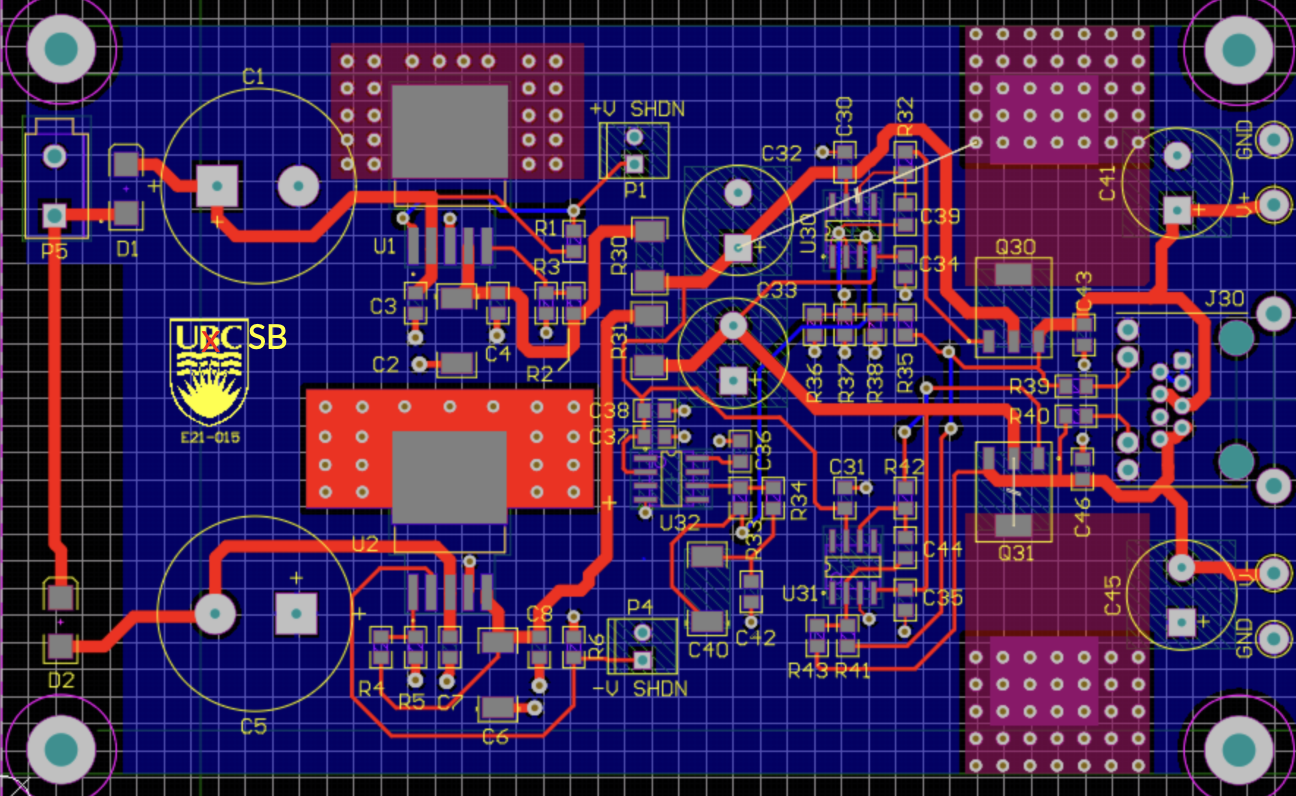 C1
+V SHDN
P1
C30
R32
C32
GND
C41
V+
P5
D1
U1
R1
R3
R30
U30
C39
C34
Q30
C3
C4
C33
C43
J30
R31
UBC SB
C2
R2
R36
R37
R38
R35
R39
R40
E21-015
C38
C37
C36
U32
R34
R33
C31
R42
C46
Q31
U2
C44
U31
C35
C45
P4
C42
C40
C8
R6
R4
R5
C7
R43
R41
GND
D2
-V SHDN
C5
C6